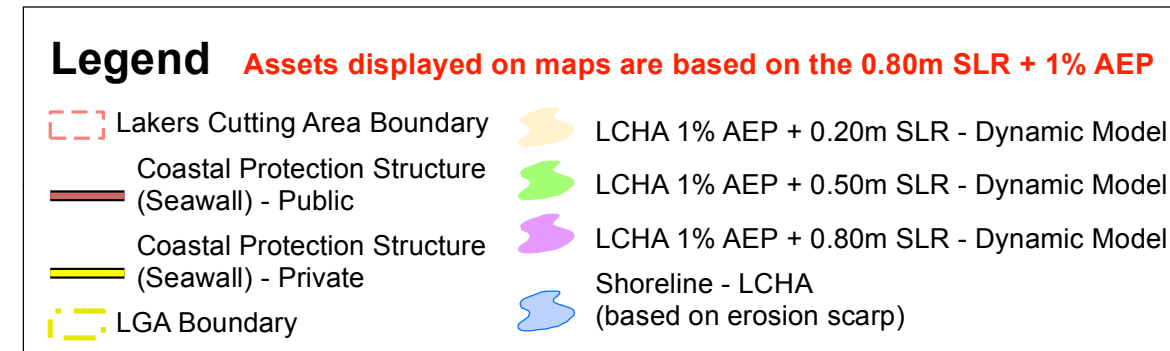 Legend Assets displayed on maps are based on the 0.80m SLR + 1% AEP
Lakers Cutting Area Boundary
Coastal Protection Structure
(Seawall) - Public
Coastal Protection Structure
(Seawall) - Private
LGA Boundary
LCHA 1% AEP + 0.20m SLR - Dynamic Model
LCHA 1% AEP + 0.50m SLR - Dynamic Model
LCHA 1% AEP + 0.80m SLR - Dynamic Model
Shoreline - LCHA
(based on erosion scarp)